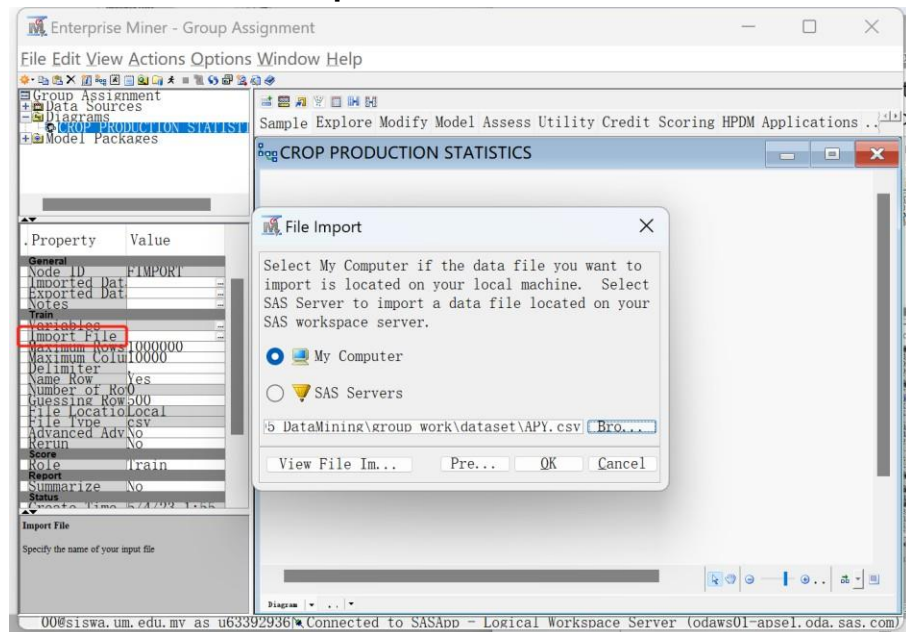 Enterprise Miner - Group Assignment
File Edit View Actions Options Window Help
Group Assignment
Data Sources
Diagrams
CROP PRODUCTION STATIST
Model Packages
Sample Explore Modify Model Assess Utility Credit Scoring HPDM Applications ..
CROP PRODUCTION STATISTICS
. Property Value
General
Node ID FIMPORT
Imported Dat
Exported Dat
Notes
Train
Variables
Import File
Maximum Rows 1000000
Maximum Colu 10000
Delimiter ,
Name Row Yes
Number of Ro 0
Guessing Row 500
File Locatio Local
File Type csv
Advanced Adv No
Rerun No
Score
Role Train
Report
Summarize No
Status
Create Time 5/4/23 1:55
Import File
Specify the name of your input file
File Import
Select My Computer if the data file you want to
import is located on your local machine. Select
SAS Server to import a data file located on your
SAS workspace server.
My Computer
SAS Servers
5 DataMining\group work\dataset\APY.csv Bro...
View File Im... Pre... OK Cancel
Diagram ..
00@siswa.um.edu.my as u63392936 Connected to SASApp - Logical Workspace Server (odaws01-apse1.oda.sas.com)